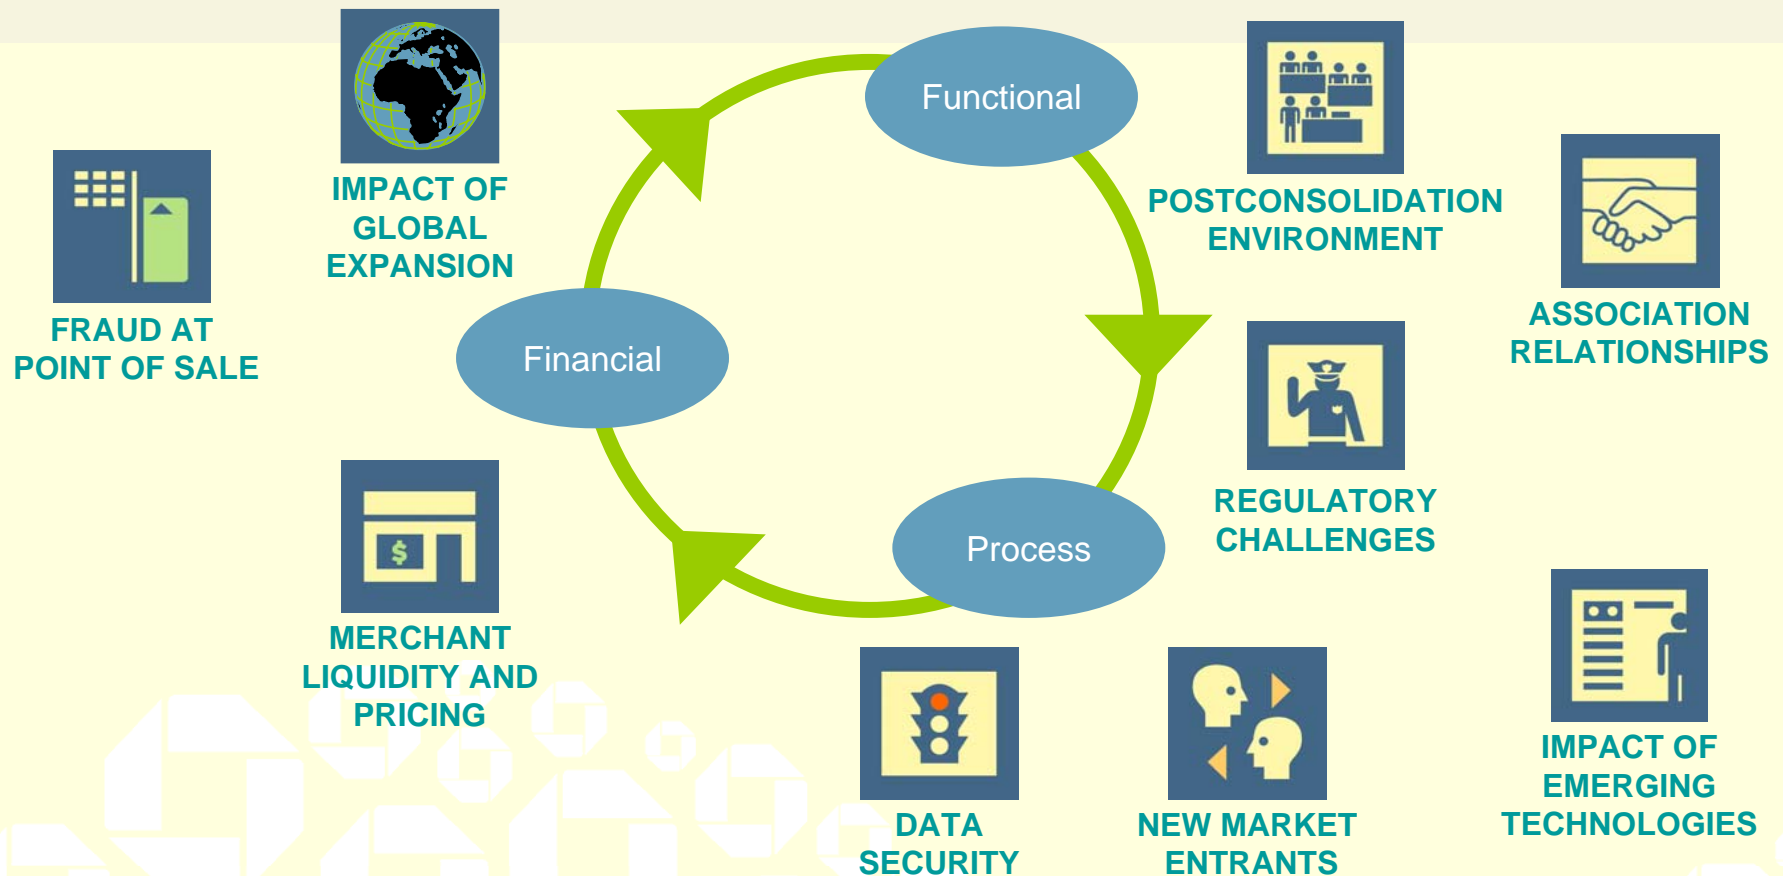 Functional
IMPACT OF
GLOBAL
EXPANSION
POSTCONSOLIDATION
ENVIRONMENT
FRAUD AT
POINT OF SALE
Financial
ASSOCIATION
RELATIONSHIPS
REGULATORY
CHALLENGES
Process
$
MERCHANT
LIQUIDITY AND
PRICING
IMPACT OF
EMERGING
TECHNOLOGIES
DATA
SECURITY
NEW MARKET
ENTRANTS